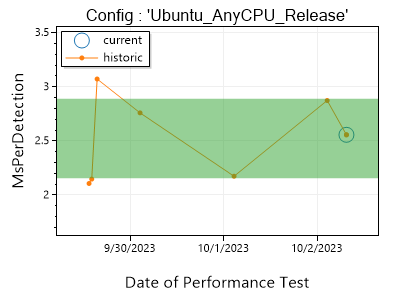 Config : 'Ubuntu_AnyCPU_Release'
3.5
current
historic
3
2.5
2
MsPerDetection
9/30/2023
10/1/2023
10/2/2023
Date of Performance Test